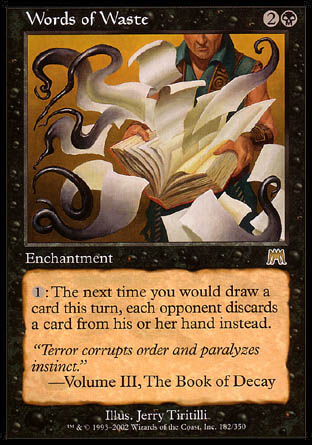 Words of Waste 2
Enchantment
1: The next time you would draw a
card this turn, each opponent discards
a card from his or her hand instead.
"Terror corrupts order and paralyzes
instinct."
—Volume III, The Book of Decay
Illus. Jerry Tiritilli
™ & © 1993–2002 Wizards of the Coast, Inc. 182/350